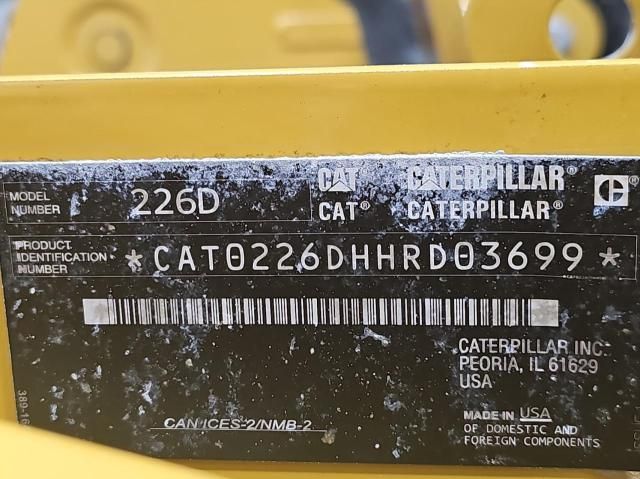 MODEL NUMBER 226D
CAT CATERPILLAR C®
CAT® CATERPILLAR®
PRODUCT IDENTIFICATION NUMBER *CAT0226DHHRD03699*
CATERPILLAR INC.
PEORIA, IL 61629
USA
MADE IN USA
OF DOMESTIC AND
FOREIGN COMPONENTS
CAN ICES-2/NMB-2